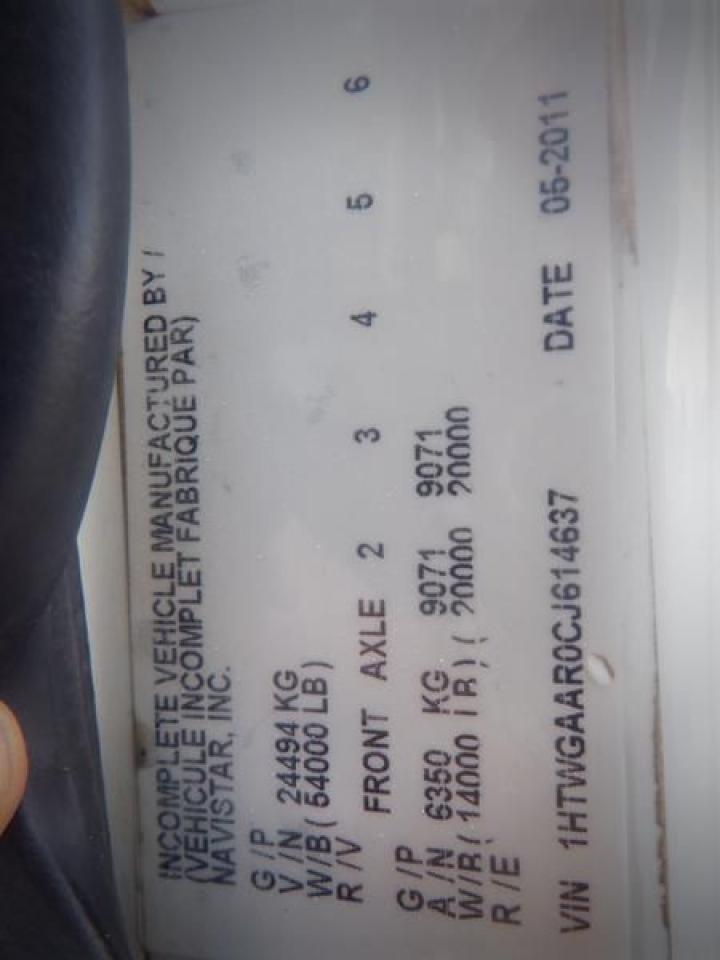 INCOMPLETE VEHICLE MANUFACTURED BY /
(VEHICULE INCOMPLET FABRIQUE PAR)
NAVISTAR, INC.
G /P
V /N 24494 KG
W/B ( 54000 LB )
R /V
FRONT AXLE 2 3 4 5 6
G /P
A /N 6350 KG 9071 9071
W/B ( 14000 LB ) ( 20000 20000
R /E
VIN 1HTWGAAR0CJ614637 DATE 05-2011